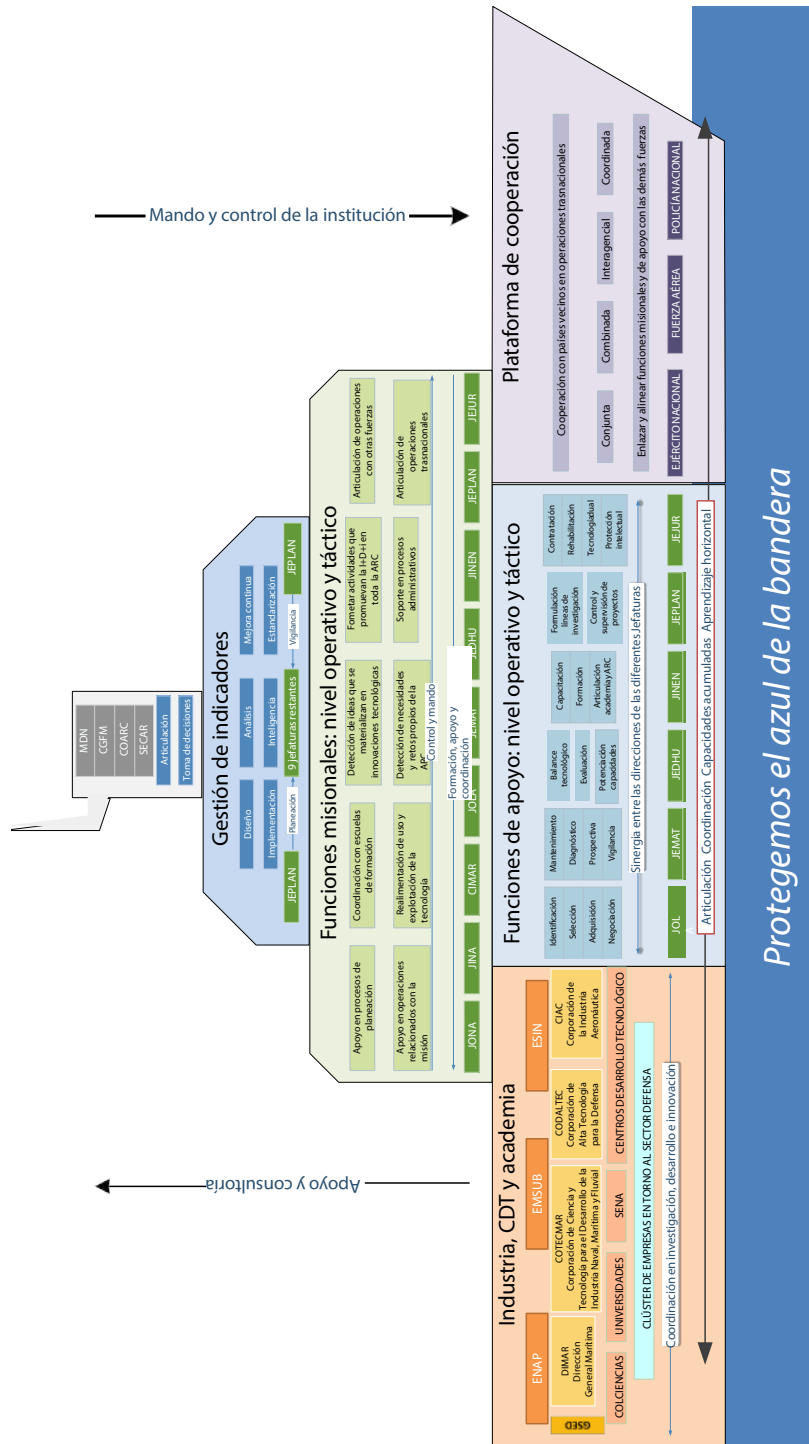 MDN
CGFM
COARC
SECAR
Articulación
Toma de decisiones
Gestión de indicadores
Diseño
Análisis
Mejora continua
Implementación
Inteligencia
Estandarización
JEPLAN
Planeación
9 jefaturas restantes
Vigilancia
JEPLAN
Apoyo y consultoría
Mando y control de la institución
Funciones misionales: nivel operativo y táctico
Apoyo en procesos de
planeación
Coordinación con escuelas
de formación
Detección de ideas que se
materializan en
innovaciones tecnológicas
Fometar actividades que
promuevan la I+D+i en
toda la ARC
Articulación de operaciones
con otras fuerzas
Apoyo en operaciones
relacionados con la
misión
Realimentación de uso y
explotación de la
tecnología
Detección de necesidades
y retos propios de la
Soporte en procesos
administrativos
Articulación de
operaciones
trasnacionales
Control y mando
Formación, apoyo y
coordinación
JONA
JINA
CIMAR
JINEN
JEPLAN
JEJUR
Industria, CDT y academia
ENAP
EMSUB
ESIN
GSED
DIMAR
Dirección
General Marítima
COTECMAR
Corporación de Ciencia y
Tecnología para el Desarrollo de la
Industria Naval, Marítima y Fluvial
CODALTEC
Corporación de
Alta Tecnología
para la Defensa
CIAC
Corporación de
la Industria
Aeronáutica
COLCIENCIAS
UNIVERSIDADES
SENA
CENTROS DESARROLLO TECNOLÓGICO
CLÚSTER DE EMPRESAS EN TORNO AL SECTOR DEFENSA
Coordinación en investigación, desarrollo e innovación
Funciones de apoyo: nivel operativo y táctico
Identificación
Selección
Adquisición
Negociación
Mantenimiento
Diagnóstico
Prospectiva
Vigilancia
Balance
tecnológico
Evaluación
Potenciación
capacidades
Capacitación
Formación
Articulación
academia y ARC
Formulación
líneas de
investigación
Control y
supervisión de
proyectos
Contratación
Rehabilitación
Tecnología dual
Protección
intelectual
Sinergia entre las direcciones de las diferentes Jefaturas
JOL
JEMAT
JEDHU
JINEN
JEPLAN
JEJUR
Articulación Coordinación Capacidades acumuladas Aprendizaje horizontal
Plataforma de cooperación
Cooperación con países vecinos en operaciones trasnacionales
Conjunta
Combinada
Interagencial
Coordinada
Enlazar y alinear funciones misionales y de apoyo con las demás fuerzas
EJÉRCITO NACIONAL
FUERZA AÉREA
POLICÍA NACIONAL
Protegemos el azul de la bandera